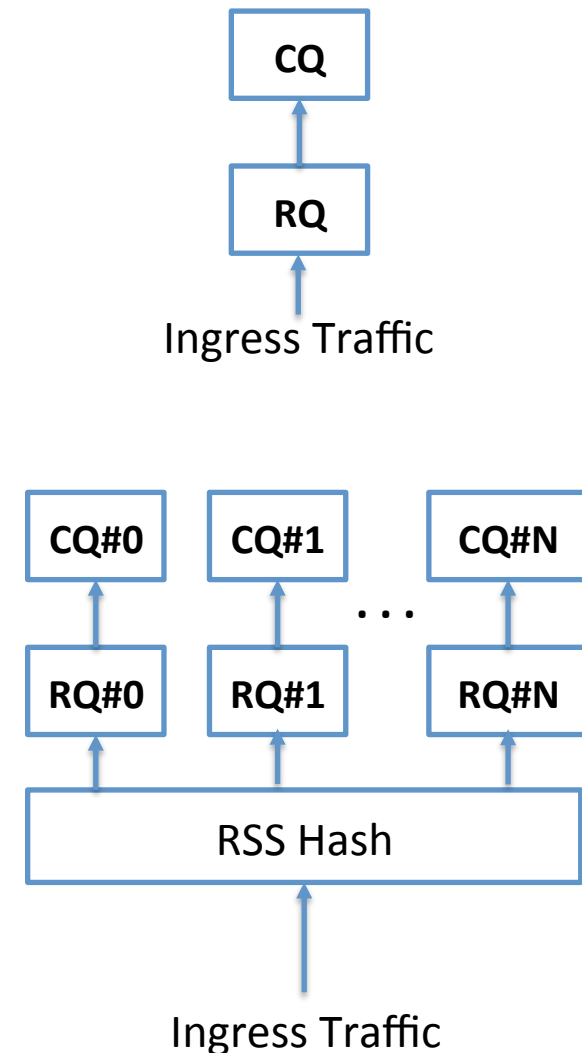 CQ
RQ
Ingress Traffic
CQ#0 CQ#1 CQ#N
. . .
RQ#0 RQ#1 RQ#N
RSS Hash
Ingress Traffic